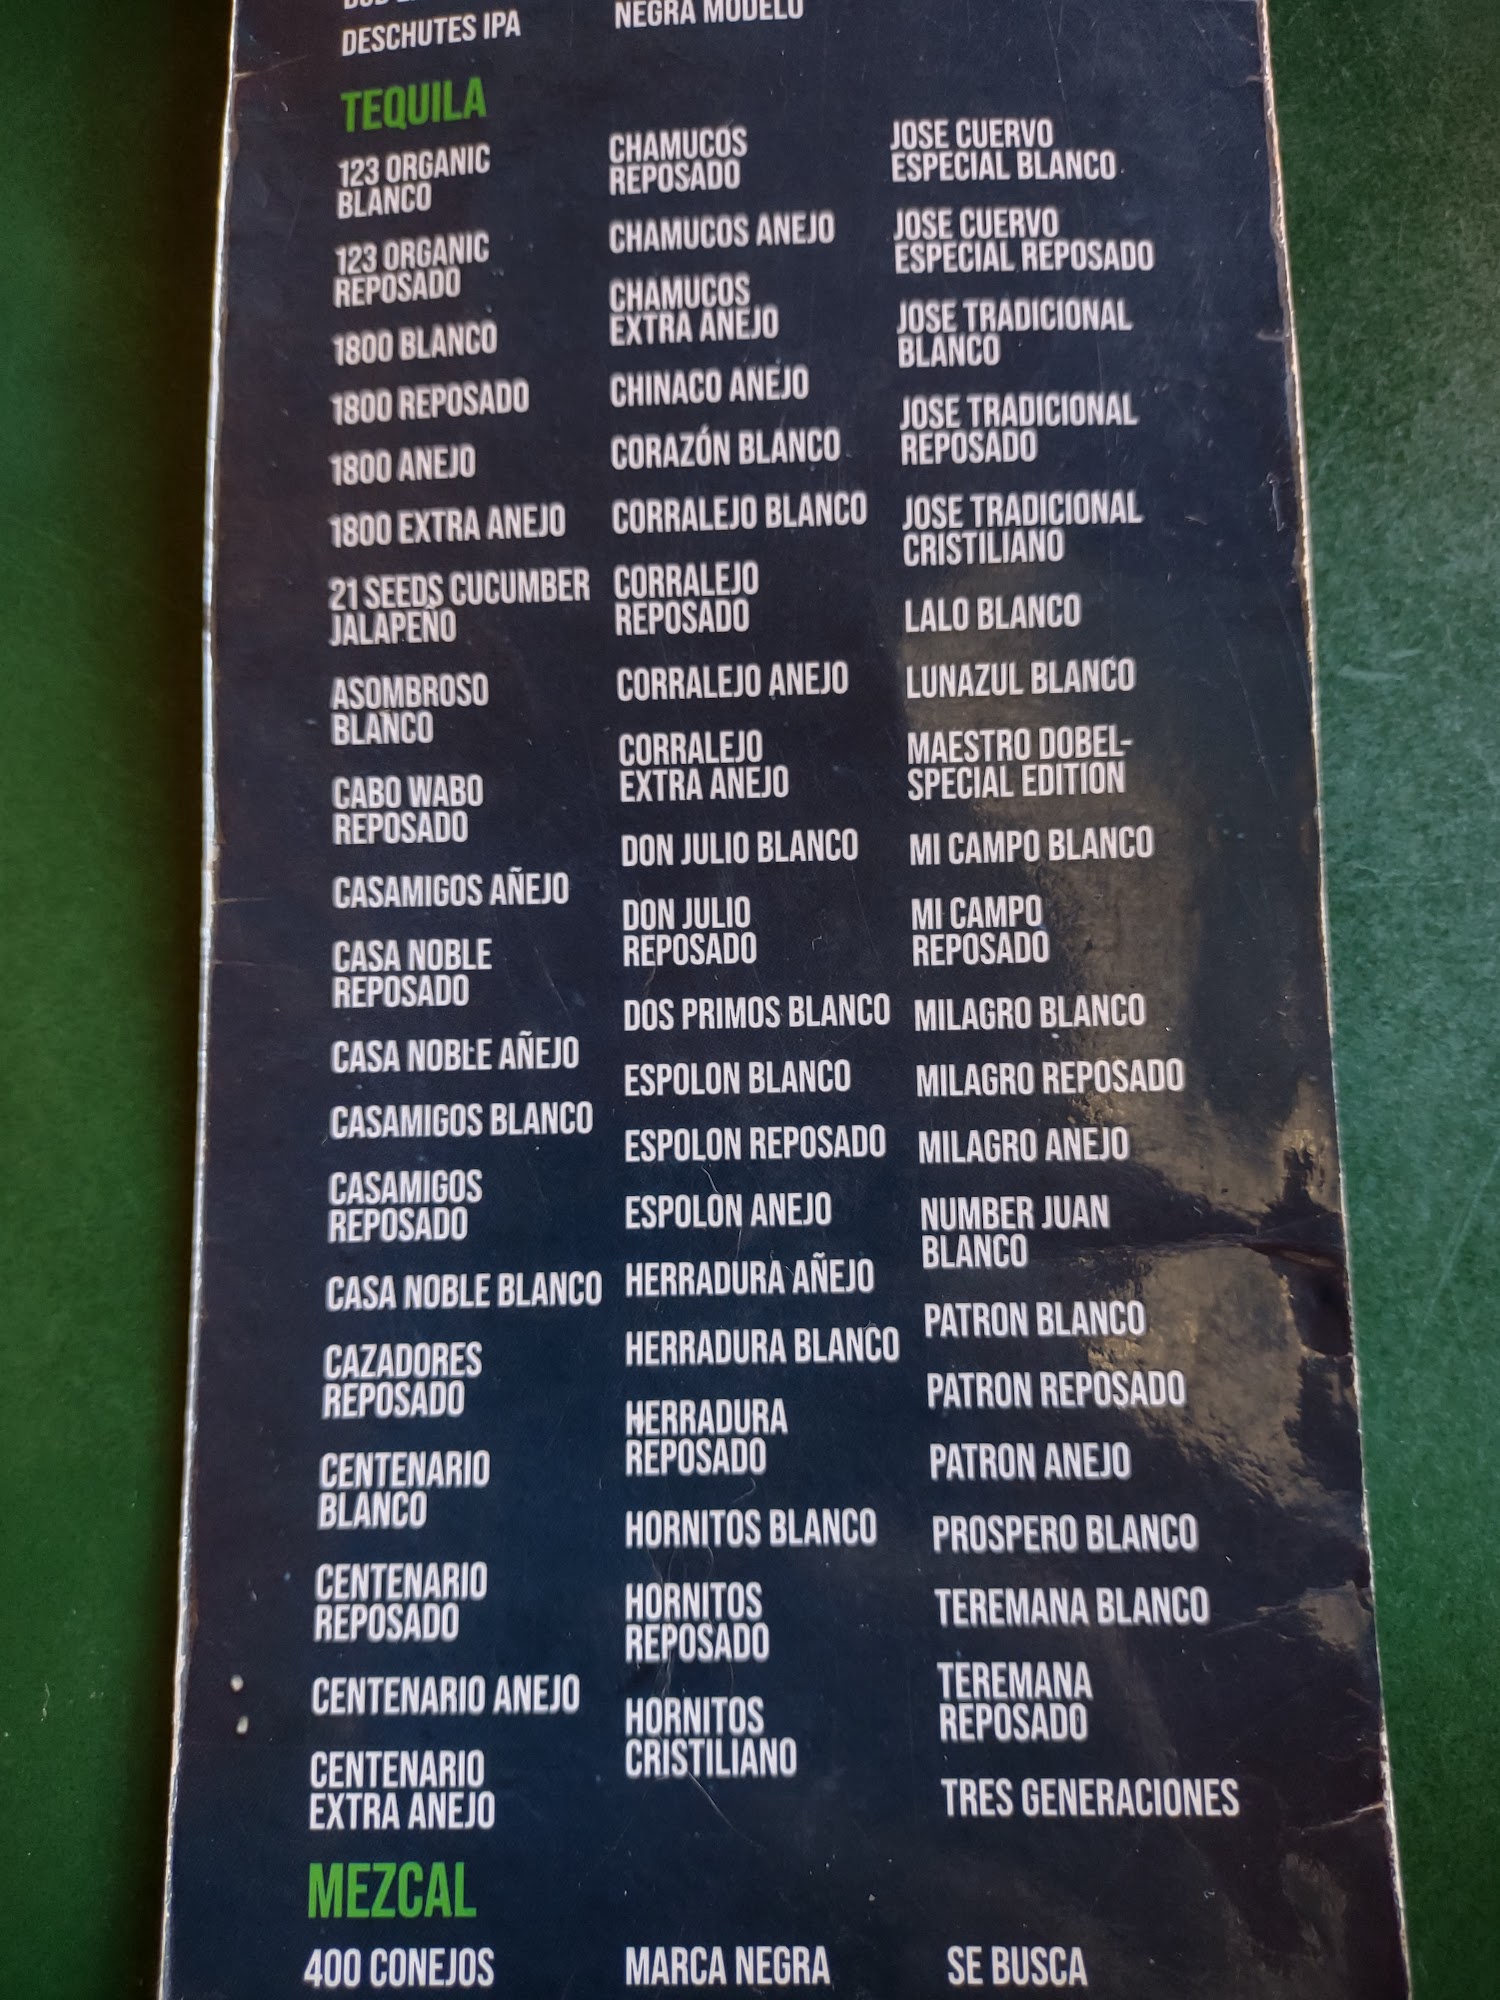 DESCHUTES IPA
NEGRA MODELO
TEQUILA
123 ORGANIC
BLANCO
123 ORGANIC
REPOSADO
1800 BLANCO
1800 REPOSADO
1800 ANEJO
1800 EXTRA ANEJO
21 SEEDS CUCUMBER
JALAPEÑO
ASOMBROSO
BLANCO
CABO WABO
REPOSADO
CASAMIGOS AÑEJO
CASA NOBLE
REPOSADO
CASA NOBLE AÑEJO
CASAMIGOS BLANCO
CASAMIGOS
REPOSADO
CASA NOBLE BLANCO
CAZADORES
REPOSADO
CENTENARIO
BLANCO
CENTENARIO
REPOSADO
CENTENARIO ANEJO
CENTENARIO
EXTRA ANEJO
CHAMUCOS
REPOSADO
CHAMUCOS ANEJO
CHAMUCOS
EXTRA ANEJO
CHINACO ANEJO
CORAZÓN BLANCO
CORRALEJO BLANCO
CORRALEJO
REPOSADO
CORRALEJO ANEJO
CORRALEJO
EXTRA ANEJO
DON JULIO BLANCO
DON JULIO
REPOSADO
DOS PRIMOS BLANCO
ESPOLON BLANCO
ESPOLON REPOSADO
ESPOLON ANEJO
HERRADURA AÑEJO
HERRADURA BLANCO
HERRADURA
REPOSADO
HORNITOS BLANCO
HORNITOS
REPOSADO
HORNITOS
CRISTILIANO
JOSE CUERVO
ESPECIAL BLANCO
JOSE CUERVO
ESPECIAL REPOSADO
JOSE TRADICIONAL
BLANCO
JOSE TRADICIONAL
REPOSADO
JOSE TRADICIONAL
CRISTILIANO
LALO BLANCO
LUNAZUL BLANCO
MAESTRO DOBEL-
SPECIAL EDITION
MI CAMPO BLANCO
MI CAMPO
REPOSADO
MILAGRO BLANCO
MILAGRO REPOSADO
MILAGRO ANEJO
NUMBER JUAN
BLANCO
PATRON BLANCO
PATRON REPOSADO
PATRON ANEJO
PROSPERO BLANCO
TEREMANA BLANCO
TEREMANA
REPOSADO
TRES GENERACIONES
MEZCAL
400 CONEJOS
MARCA NEGRA
SE BUSCA